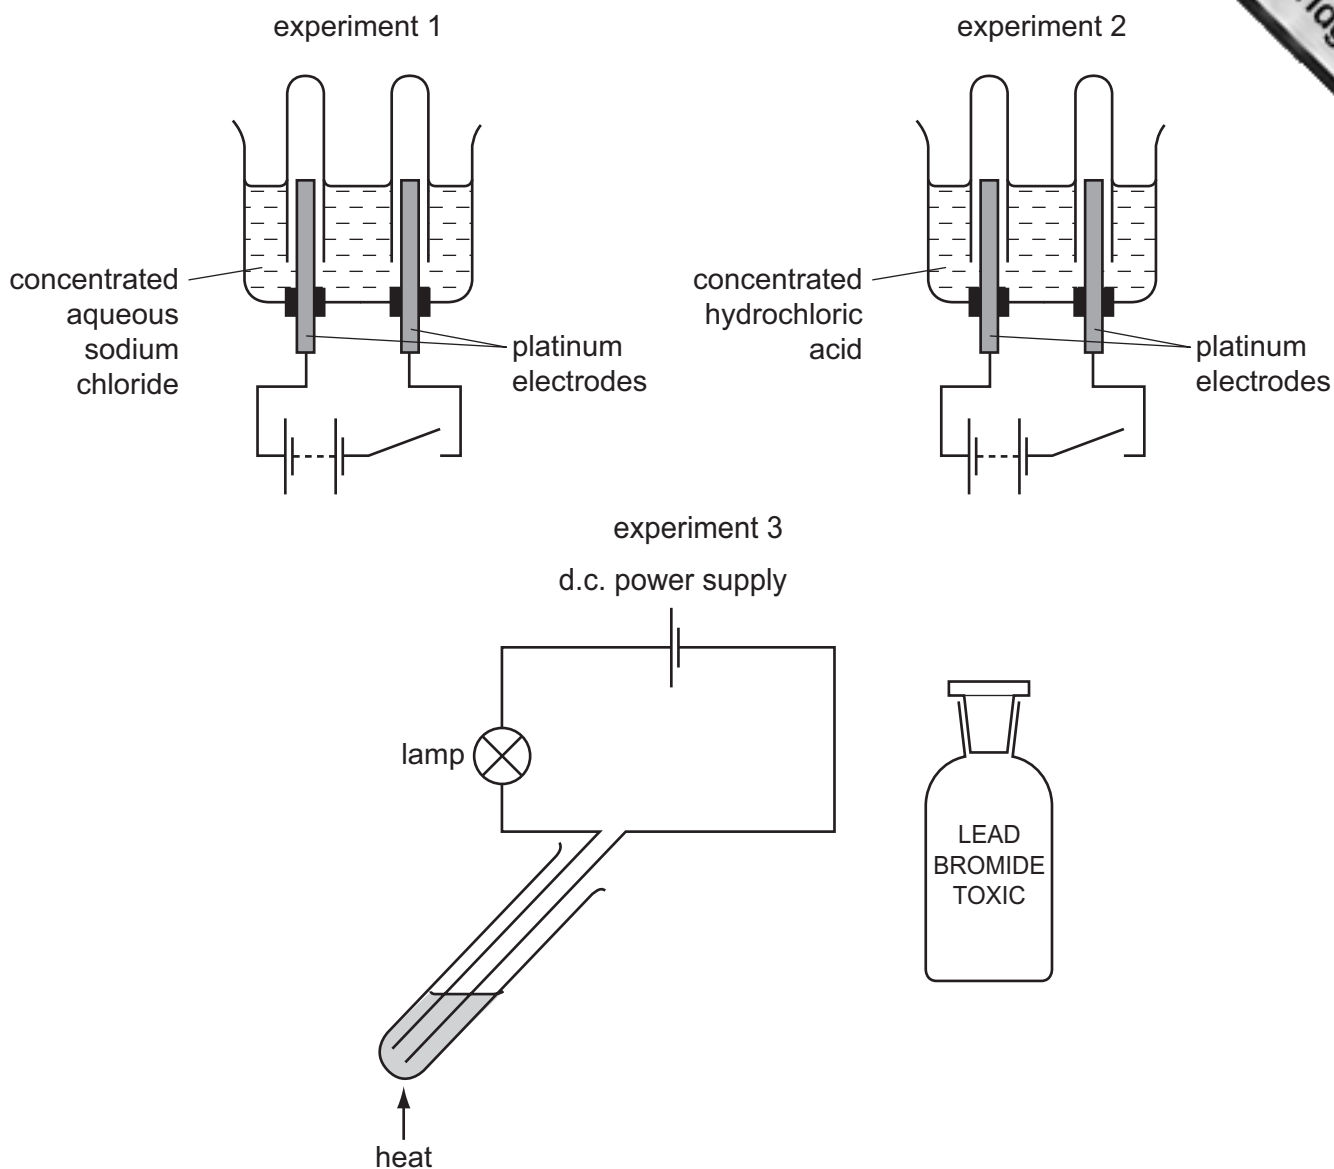 experiment 1
experiment 2
concentrated
aqueous
sodium
chloride
platinum
electrodes
concentrated
hydrochloric
acid
platinum
electrodes
experiment 3
d.c. power supply
lamp
LEAD
BROMIDE
TOXIC
heat